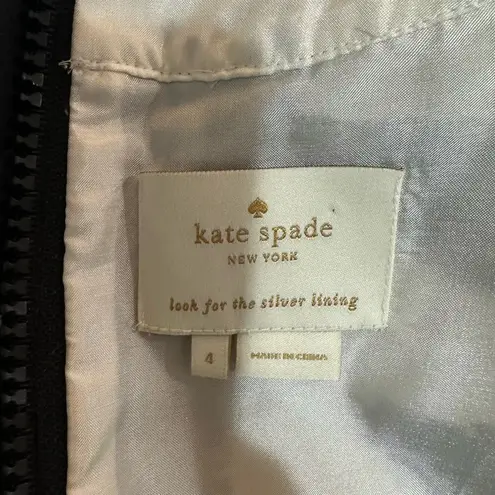 kate spade
NEW YORK
look for the silver lining
4
MADE IN CHINA